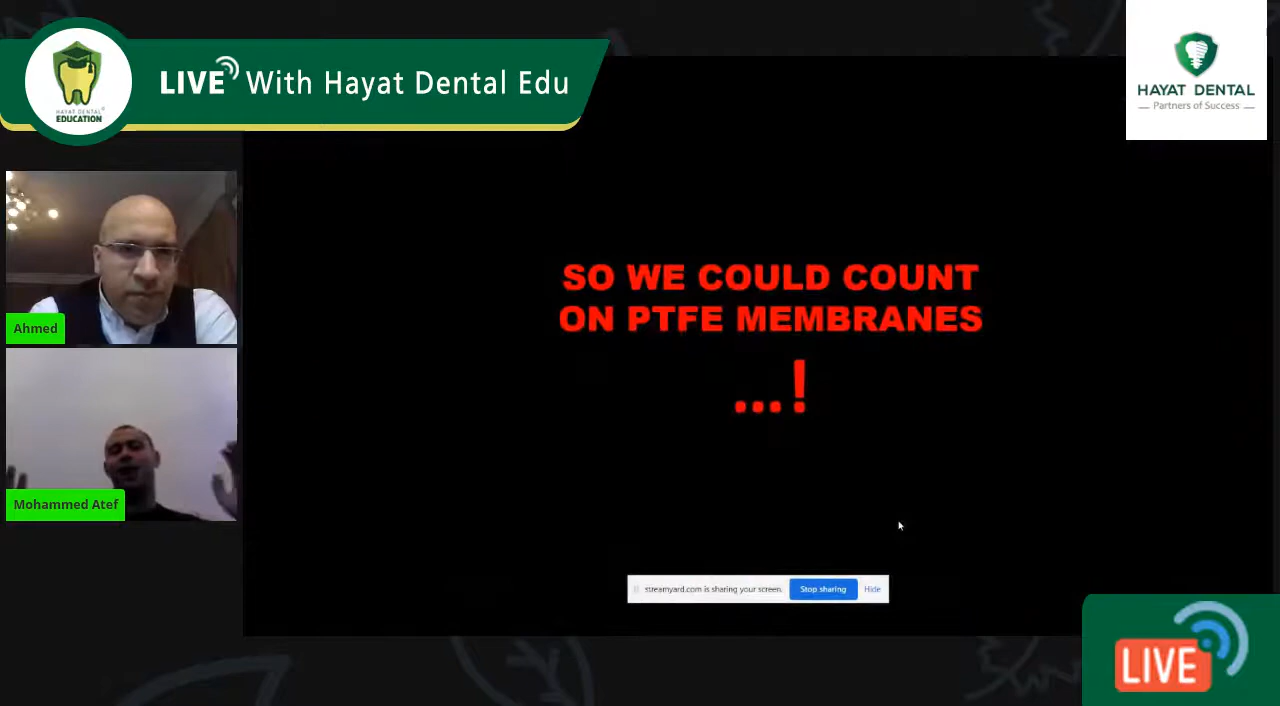 LIVE With Hayat Dental Edu
HAYAT DENTAL
EDUCATION
HAYAT DENTAL
Partners of Success
Ahmed
Mohammed Atef
SO WE COULD COUNT
ON PTFE MEMBRANES
...!
streamyard.com is sharing your screen. Stop sharing Hide
LIVE